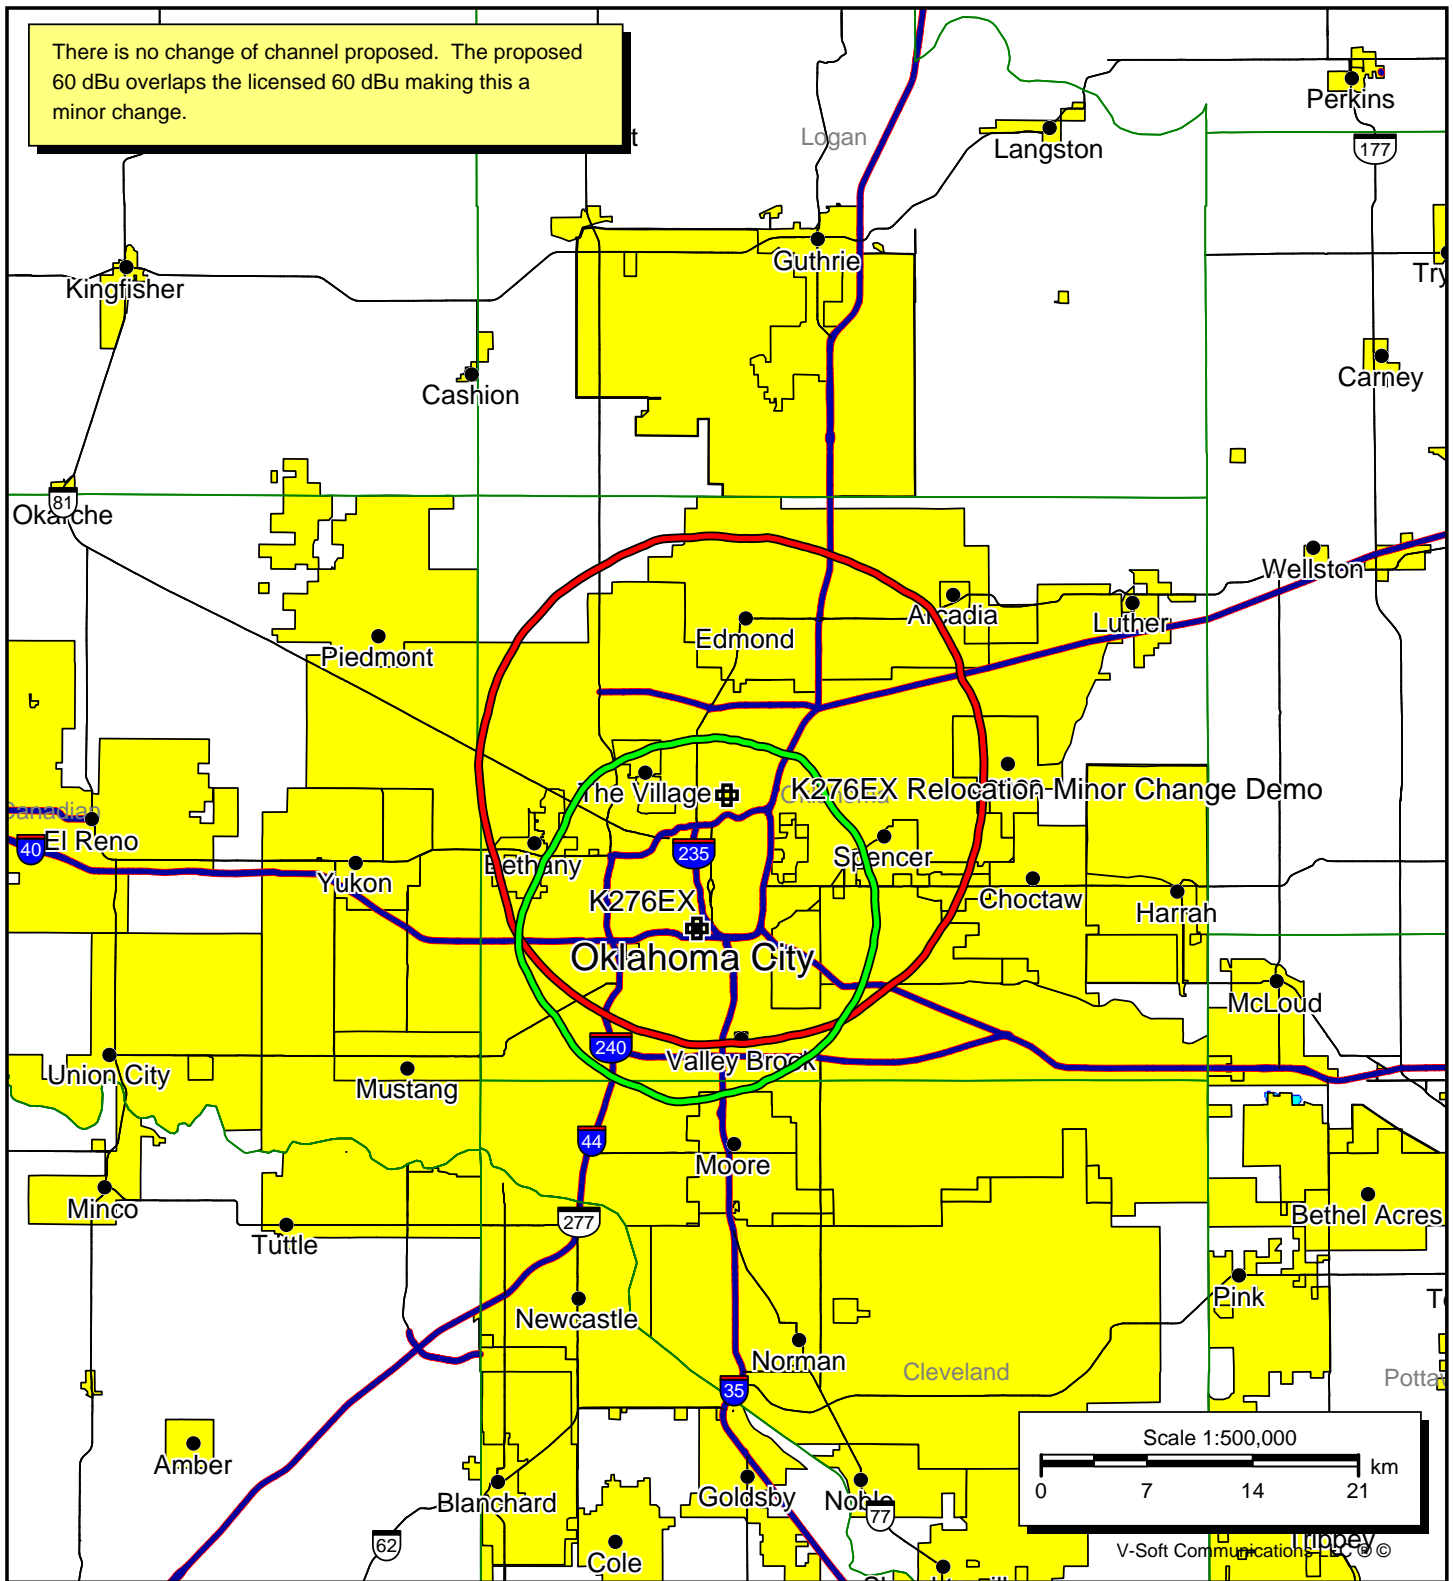 There is no change of channel proposed.  The proposed
60 dBu overlaps the licensed 60 dBu making this a
minor change.
Perkins
Logan
Langston
177
Guthrie
Kingfisher
Carney
Cashion
81
Okarche
Wellston
Arcadia
Luther
Edmond
Piedmont
The Village
K276EX Relocation-Minor Change Demo
Canadian
El Reno
40
235
Spencer
Bethany
Yukon
Choctaw
K276EX
Harrah
Oklahoma City
McLoud
240
Valley Brook
Union City
Mustang
44
Moore
Minco
277
Bethel Acres
Tuttle
Pink
Newcastle
Norman
Cleveland
35
Scale 1:500,000
km
0 7 14 21
Amber
Blanchard
Goldsby
Noble
77
62
Cole
Tribbey
V-Soft Communications LLC ® ©